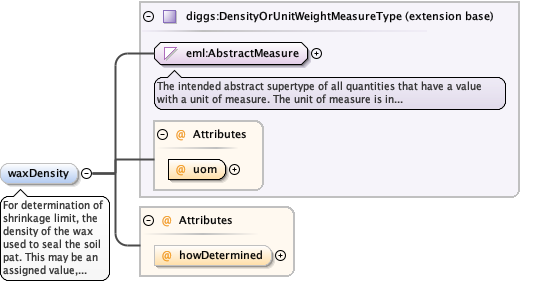 diggs:DensityOrUnitWeightMeasureType (extension base)
eml:AbstractMeasure
The intended abstract supertype of all quantities that have a value
with a unit of measure. The unit of measure is in...
@ Attributes
@ uom
waxDensity
For determination of
shrinkage limit, the
density of the wax
used to seal the soil
pat. This may be an
assigned value,...
@ Attributes
@ howDetermined